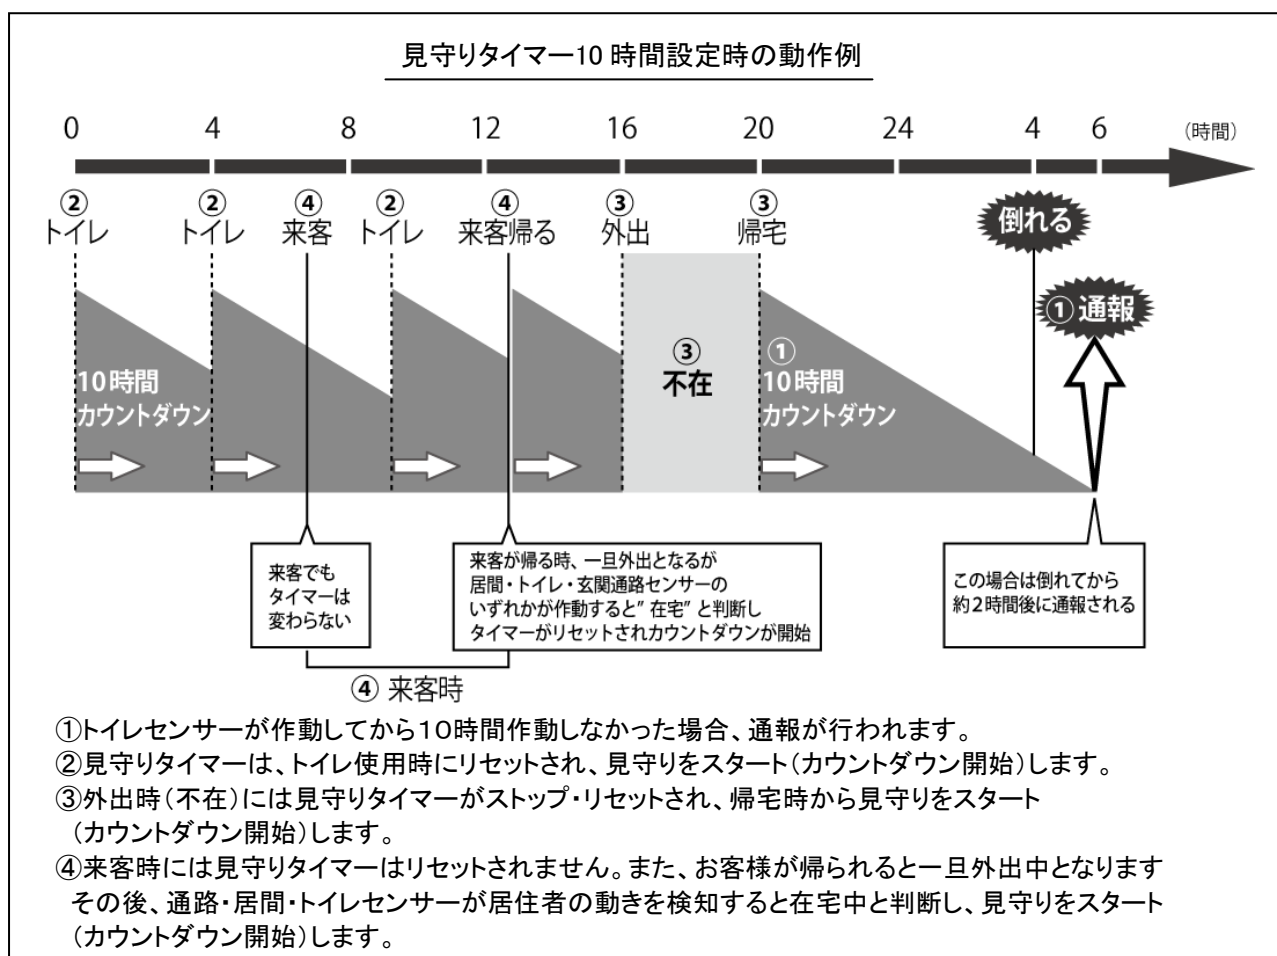 見守りタイマー10 時間設定時の動作例
0 4 8 12 16 20 24 4 6 (時間)
② ② ④ ② ④ ③ ③
トイレ トイレ 来客 トイレ 来客帰る 外出 帰宅 倒れる
① 通報
③ ①
不在 10時間
カウントダウン
10時間
カウントダウン
来客でも
タイマーは
変わらない
来客が帰る時、一旦外出となるが
居間・トイレ・玄関通路センサーの
いずれかが作動すると”在宅”と判断し
タイマーがリセットされカウントダウンが開始
この場合は倒れてから
約2時間後に通報される
④ 来客時
①トイレセンサーが作動してから10時間作動しなかった場合、通報が行われます。
②見守りタイマーは、トイレ使用時にリセットされ、見守りをスタート(カウントダウン開始)します。
③外出時(不在)には見守りタイマーがストップ・リセットされ、帰宅時から見守りをスタート
(カウントダウン開始)します。
④来客時には見守りタイマーはリセットされません。また、お客様が帰られると一旦外出中となります
その後、通路・居間・トイレセンサーが居住者の動きを検知すると在宅中と判断し、見守りをスタート
(カウントダウン開始)します。